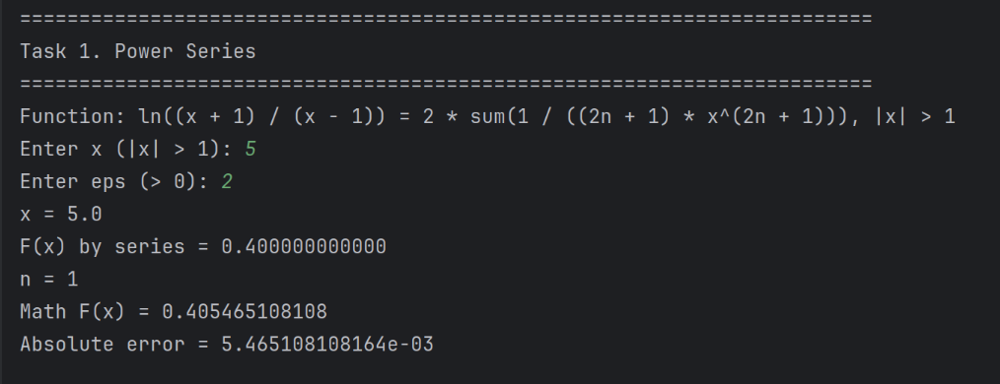 ========================================================================
Task 1. Power Series
========================================================================
Function: ln((x + 1) / (x - 1)) = 2 * sum(1 / ((2n + 1) * x^(2n + 1))), |x| > 1
Enter x (|x| > 1): 5
Enter eps (> 0): 2
x = 5.0
F(x) by series = 0.400000000000
n = 1
Math F(x) = 0.405465108108
Absolute error = 5.465108108164e-03